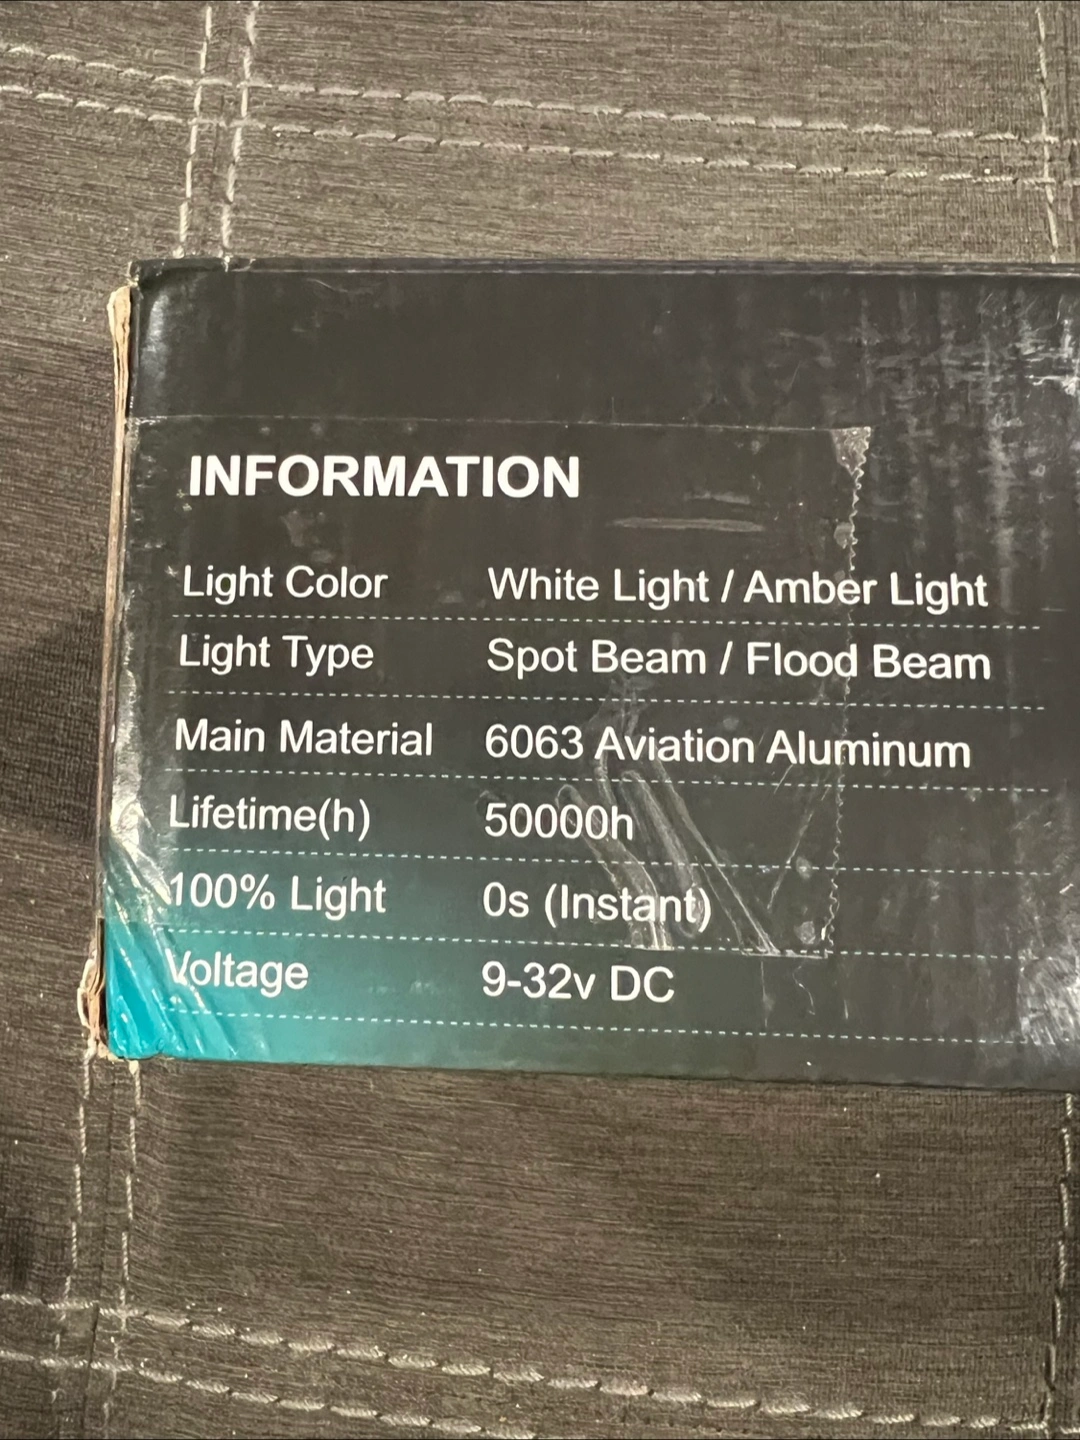 INFORMATION
Light Color White Light / Amber Light
Light Type Spot Beam / Flood Beam
Main Material 6063 Aviation Aluminum
Lifetime(h) 50000h
100% Light 0s (Instant)
Voltage 9-32v DC